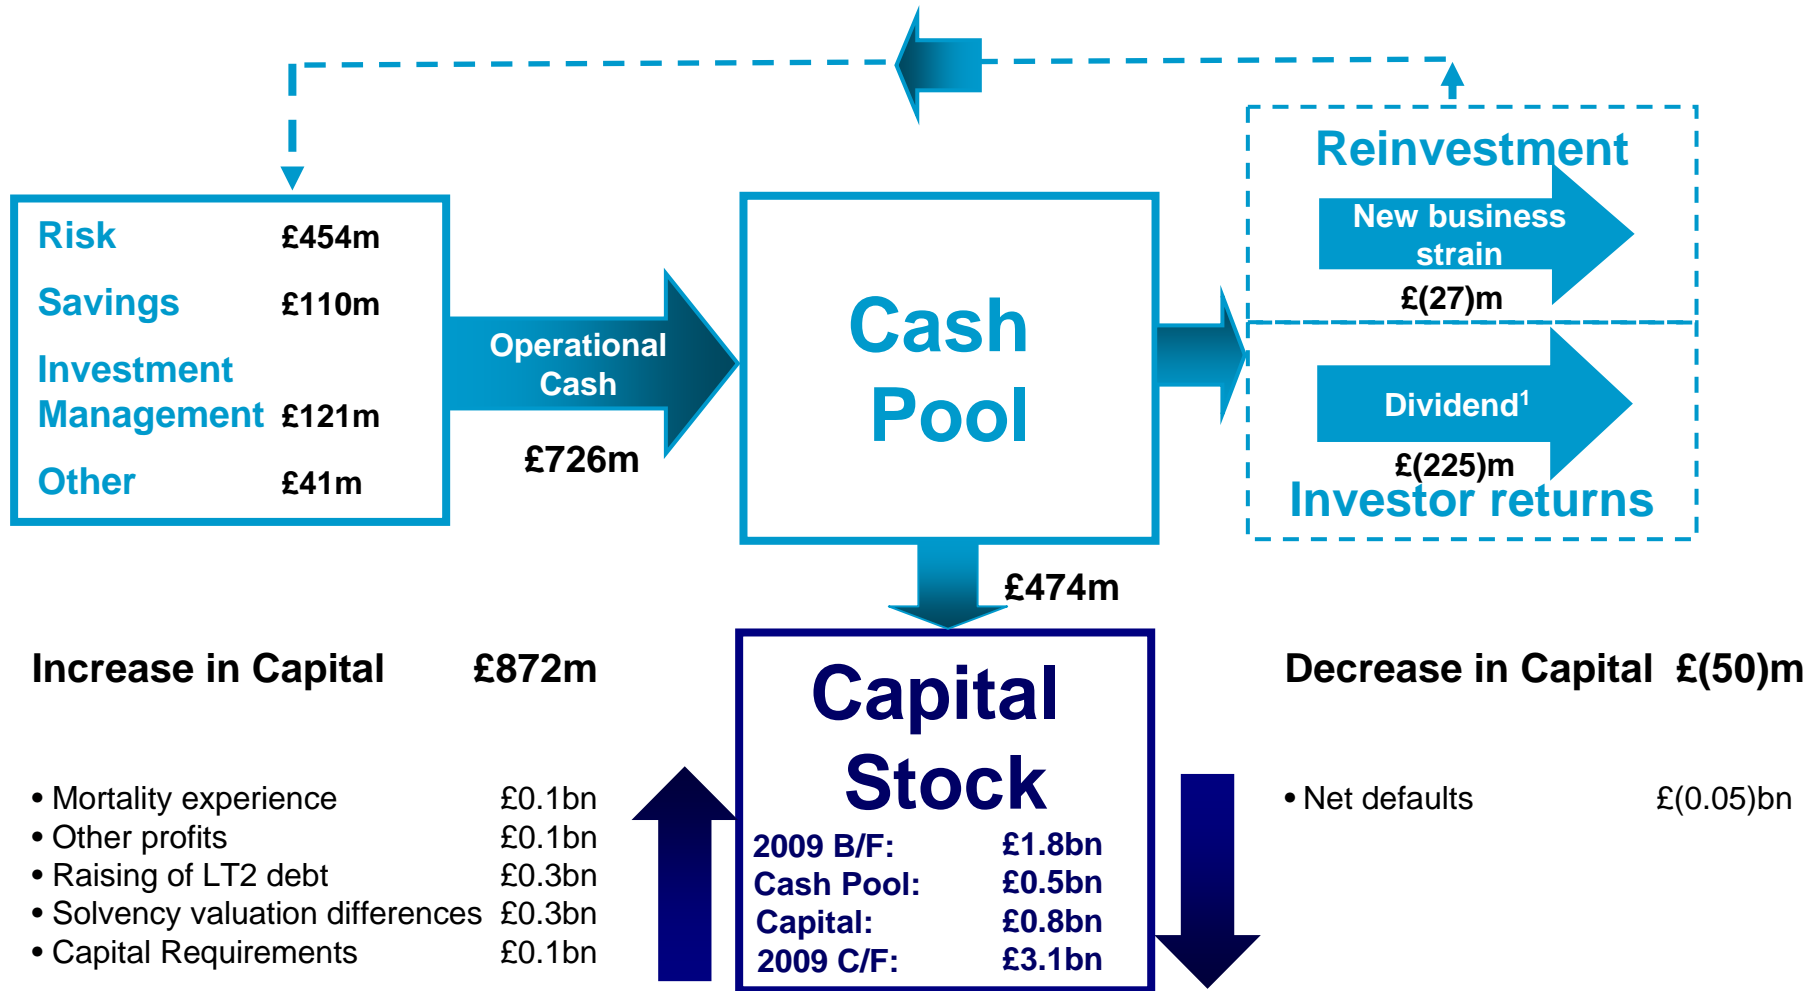 Reinvestment
New business
strain
£(27)m
Dividend¹
£(225)m
Investor returns
Risk £454m
Savings £110m
Investment
Management £121m
Other £41m
Operational
Cash
£726m
Cash
Pool
£474m
Increase in Capital £872m
• Mortality experience £0.1bn
• Other profits £0.1bn
• Raising of LT2 debt £0.3bn
• Solvency valuation differences £0.3bn
• Capital Requirements £0.1bn
Capital
Stock
2009 B/F: £1.8bn
Cash Pool: £0.5bn
Capital: £0.8bn
2009 C/F: £3.1bn
Decrease in Capital £(50)m
• Net defaults £(0.05)bn